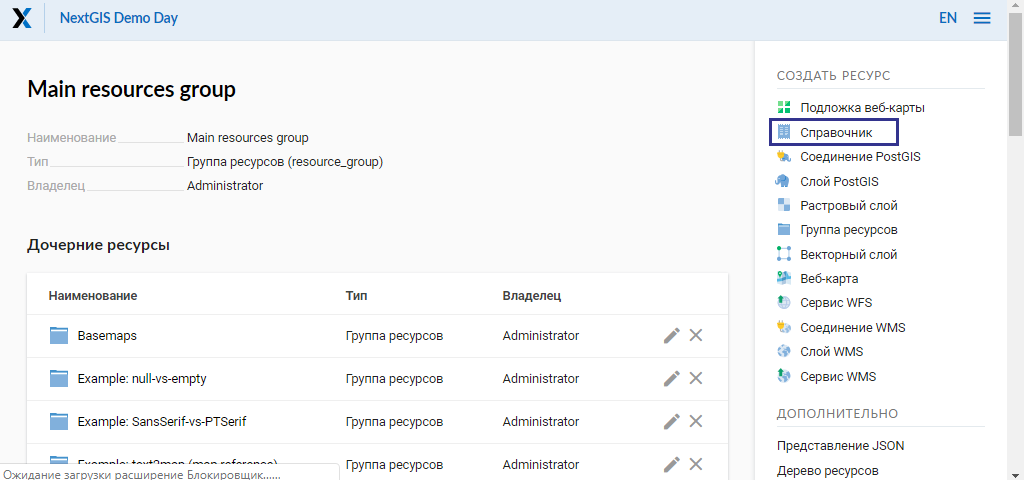 NextGIS Demo Day
EN
Main resources group
Наименование Main resources group
Тип Группа ресурсов (resource_group)
Владелец Administrator
Дочерние ресурсы
Наименование Тип Владелец
Basemaps Группа ресурсов Administrator
Example: null-vs-empty Группа ресурсов Administrator
Example: SansSerif-vs-PTSerif Группа ресурсов Administrator
Example: text2map (map reference) Группа ресурсов Administrator
Ожидание загрузки расширение Блокировщик......
СОЗДАТЬ РЕСУРС
Подложка веб-карты
Справочник
Соединение PostGIS
Слой PostGIS
Растровый слой
Группа ресурсов
Векторный слой
Веб-карта
Сервис WFS
Соединение WMS
Слой WMS
Сервис WMS
ДОПОЛНИТЕЛЬНО
Представление JSON
Дерево ресурсов